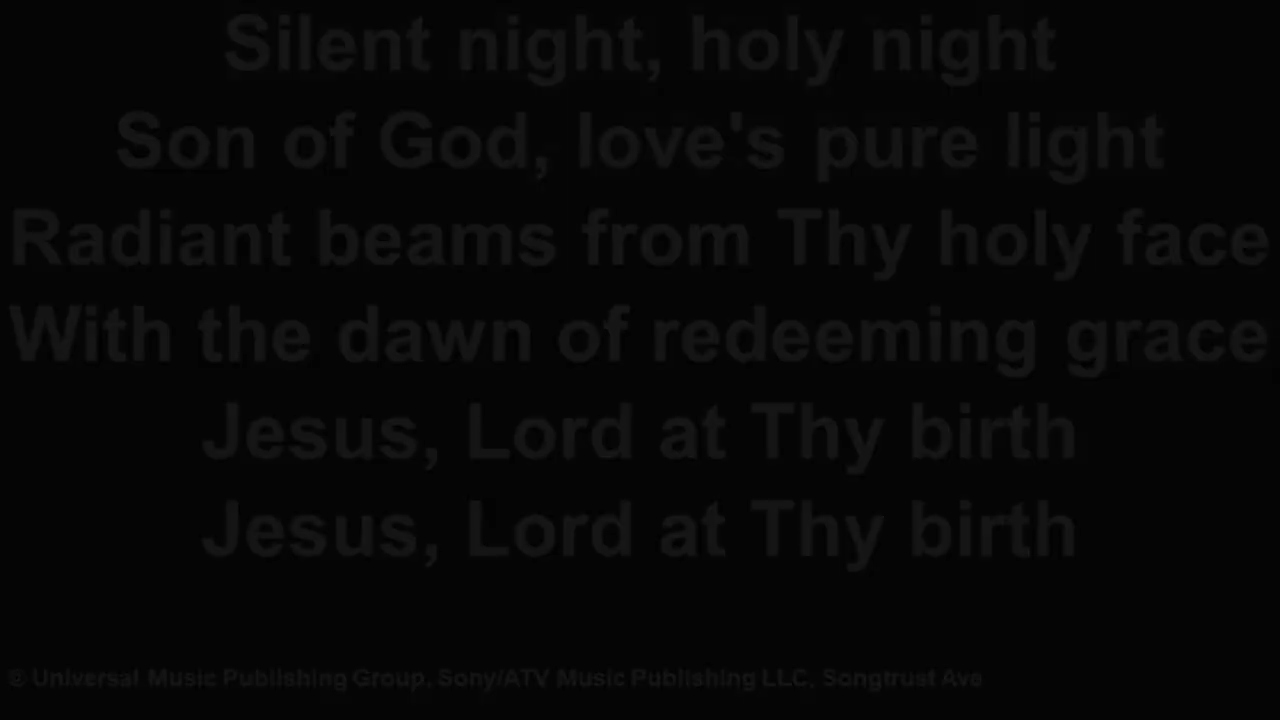 Silent night, holy night
Son of God, love's pure light
Radiant beams from Thy holy face
With the dawn of redeeming grace
Jesus, Lord at Thy birth
Jesus, Lord at Thy birth
© Universal Music Publishing Group, Sony/ATV Music Publishing LLC, Songtrust Ave